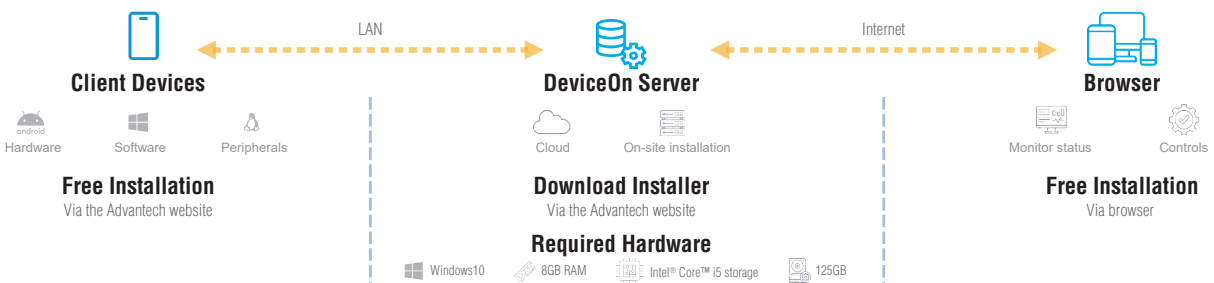 LAN
Internet
Client Devices
DeviceOn Server
Browser
android
Hardware
Software
Peripherals
Cloud
On-site installation
Monitor status
Controls
Free Installation
Via the Advantech website
Download Installer
Via the Advantech website
Free Installation
Via browser
Required Hardware
Windows10
8GB RAM
Intel® Core™ i5 storage
125GB